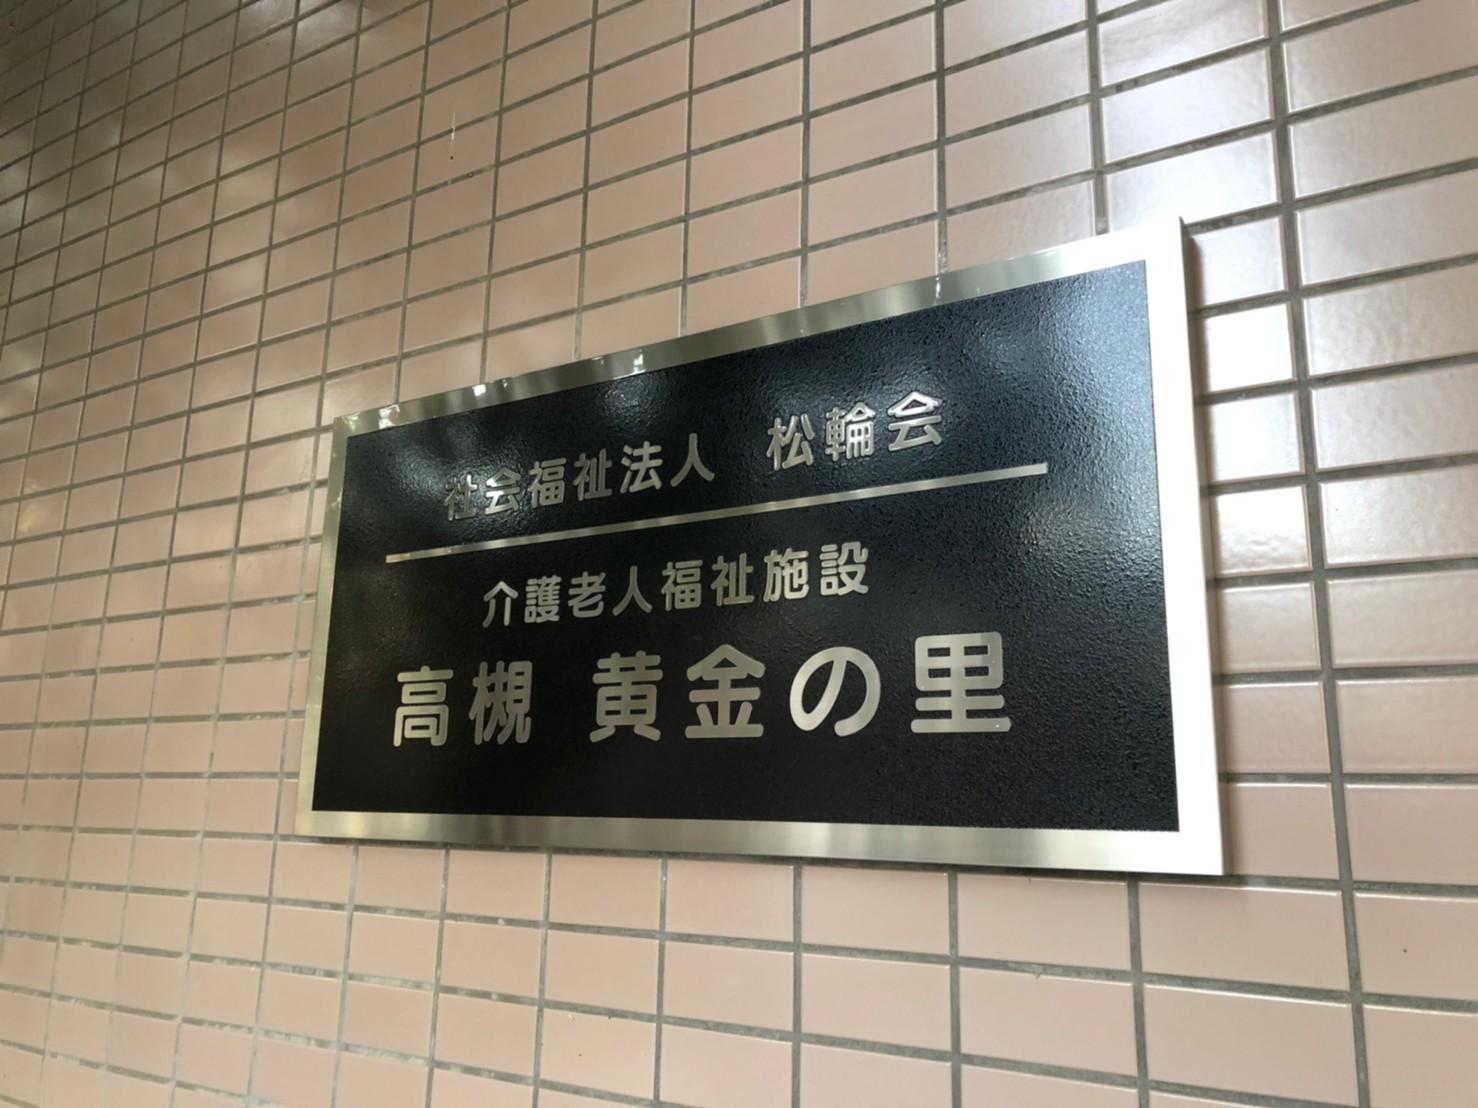 社会福祉法人 松輪会
介護老人福祉施設
高槻 黄金の里